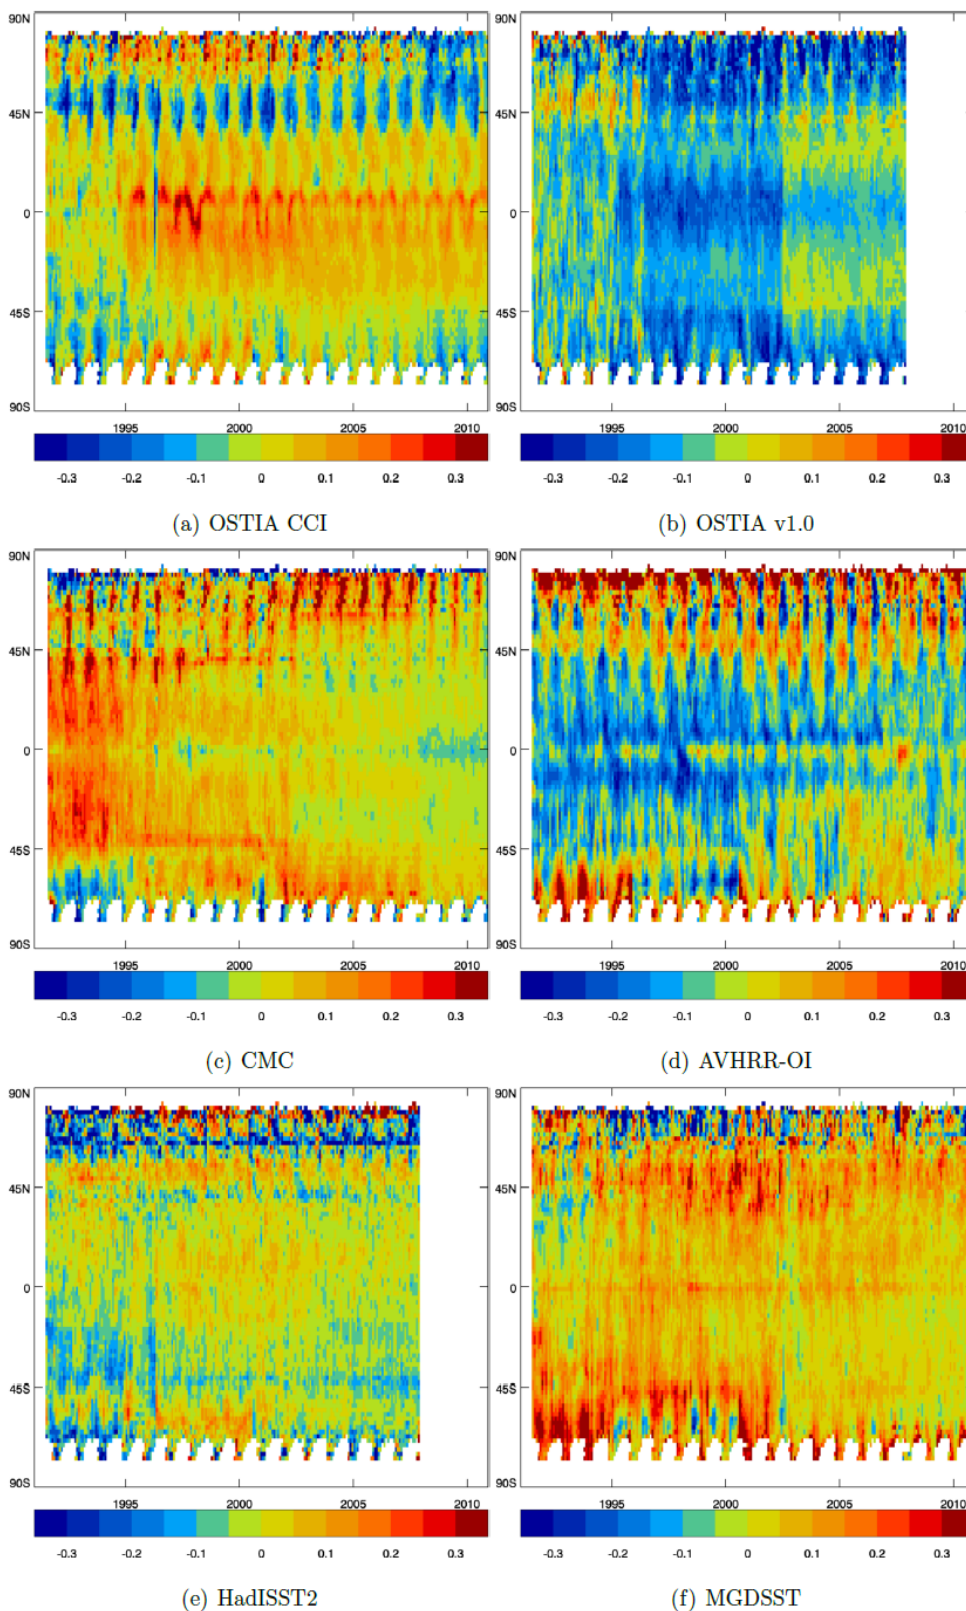 90N 90N
45N 45N
0 0
45S 45S
90S 90S
1995 2000 2005 2010 1995 2000 2005 2010
-0.3 -0.2 -0.1 0 0.1 0.2 0.3 -0.3 -0.2 -0.1 0 0.1 0.2 0.3
(a) OSTIA CCI (b) OSTIA v1.0
90N 90N
45N 45N
0 0
45S 45S
90S 90S
1995 2000 2005 2010 1995 2000 2005 2010
-0.3 -0.2 -0.1 0 0.1 0.2 0.3 -0.3 -0.2 -0.1 0 0.1 0.2 0.3
(c) CMC (d) AVHRR-OI
90N 90N
45N 45N
0 0
45S 45S
90S 90S
1995 2000 2005 2010 1995 2000 2005 2010
-0.3 -0.2 -0.1 0 0.1 0.2 0.3 -0.3 -0.2 -0.1 0 0.1 0.2 0.3
(e) HadISST2 (f) MGDSST